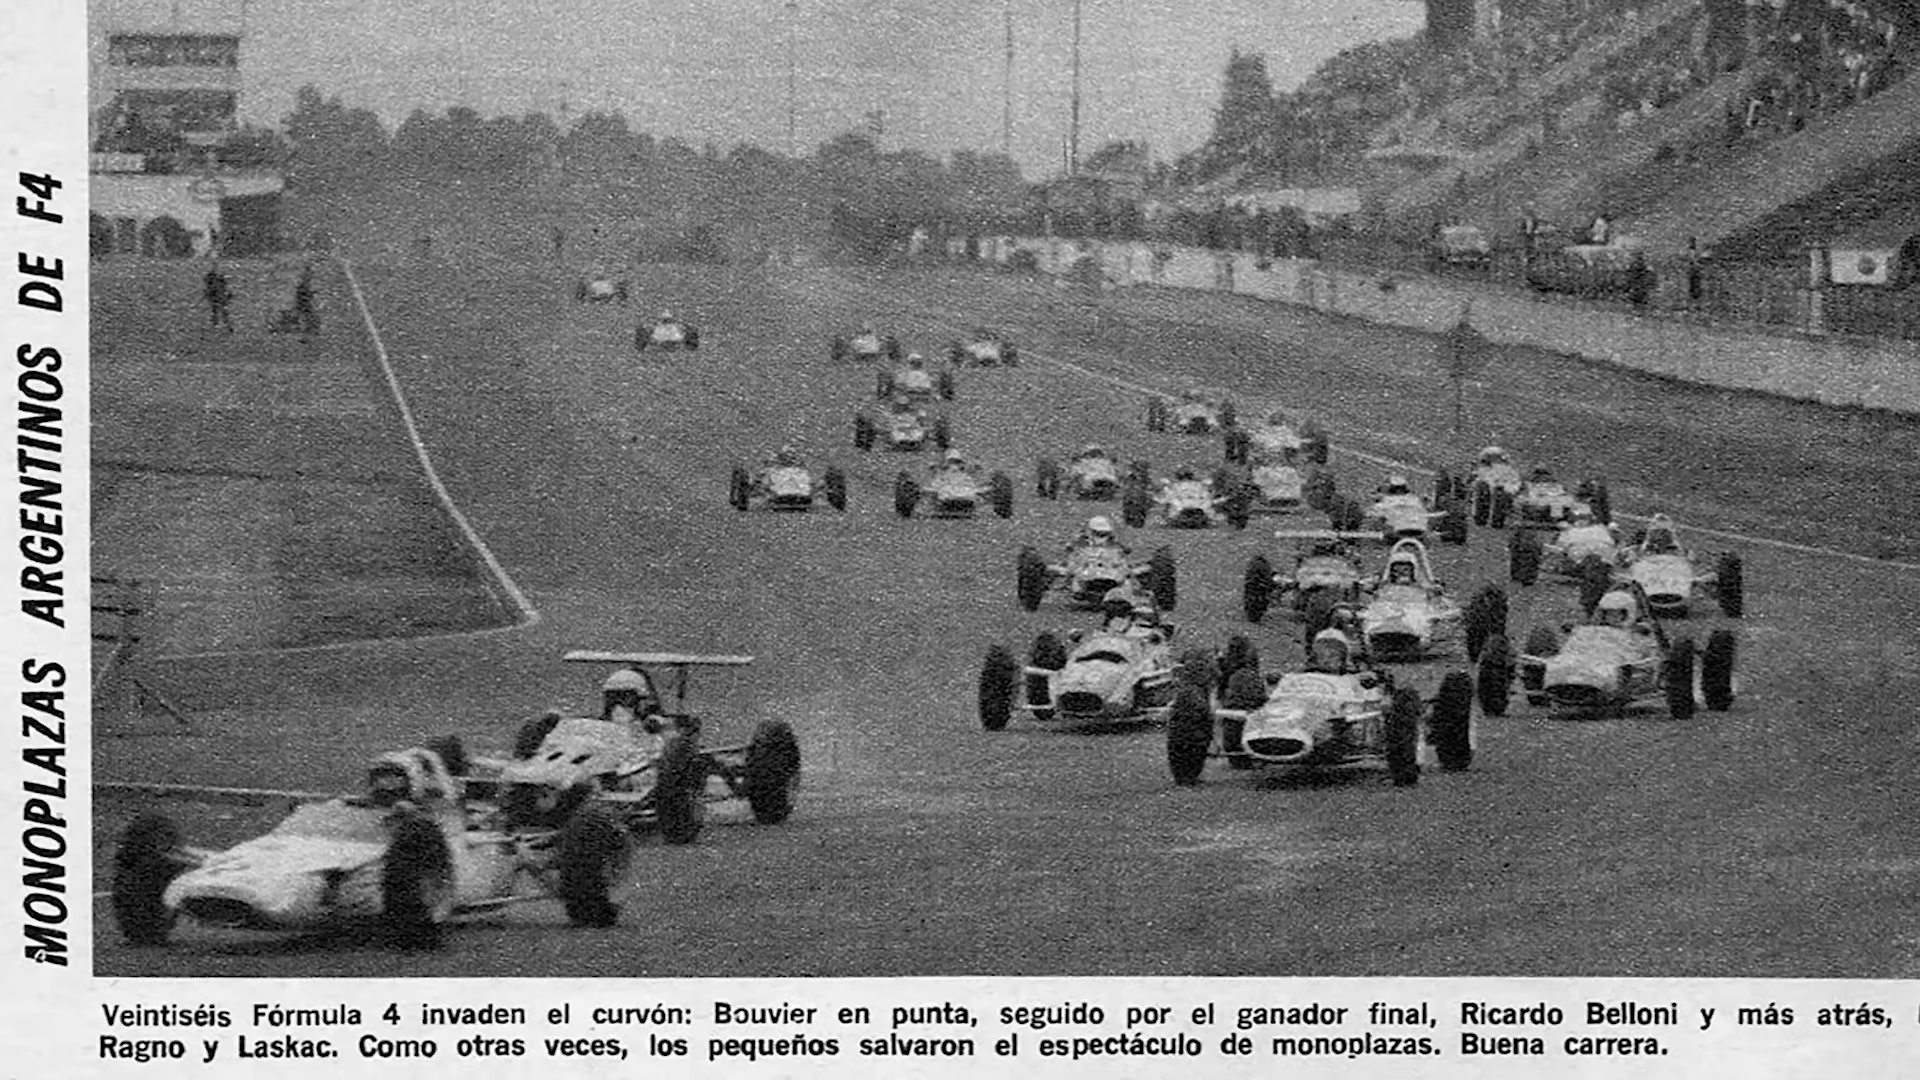 MONOPLAZAS ARGENTINOS DE F4
Veintiséis Fórmula 4 invaden el curvón: Bouvier en punta, seguido por el ganador final, Ricardo Belloni y más atrás,
Ragno y Laskac. Como otras veces, los pequeños salvaron el espectáculo de monoplazas. Buena carrera.